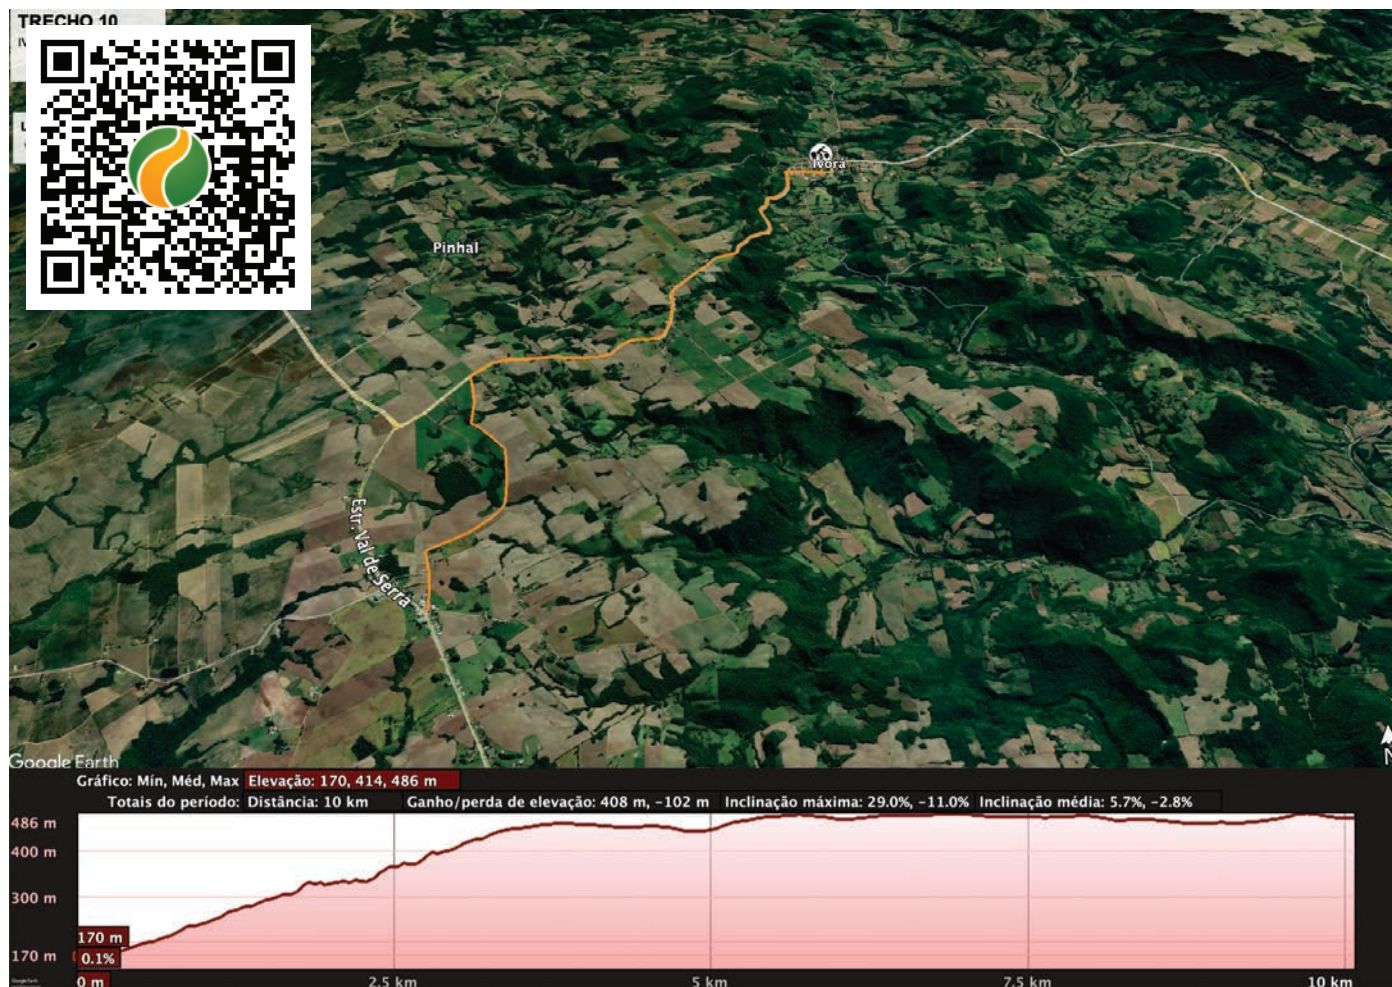 TRECHO 10
Ivorá
Pinhal
Estr. Val de Serra
Google Earth
N
Gráfico: Mín, Méd, Max Elevação: 170, 414, 486 m
Totais do período: Distância: 10 km Ganho/perda de elevação: 408 m, -102 m Inclinação máxima: 29.0%, -11.0% Inclinação média: 5.7%, -2.8%
486 m
400 m
300 m
170 m
170 m
0.1%
0 m
2.5 km
5 km
7.5 km
10 km